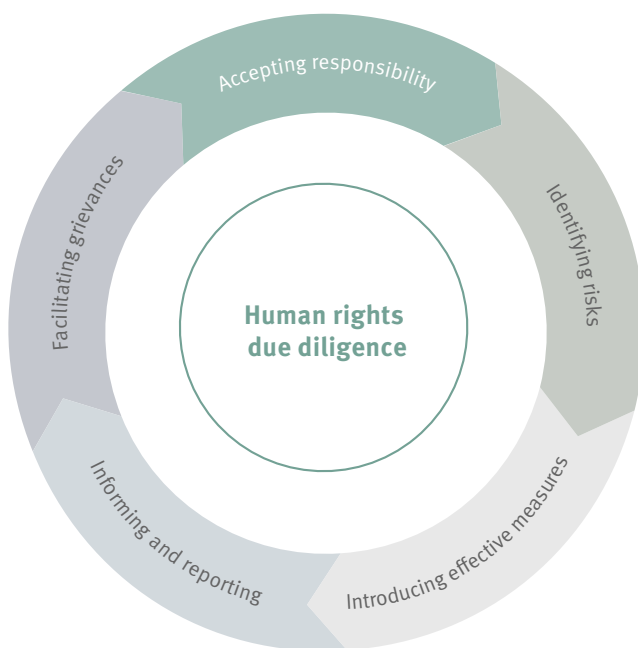 Accepting responsibility
Identifying risks
Introducing effective measures
Informing and reporting
Facilitating grievances
Human rights
due diligence